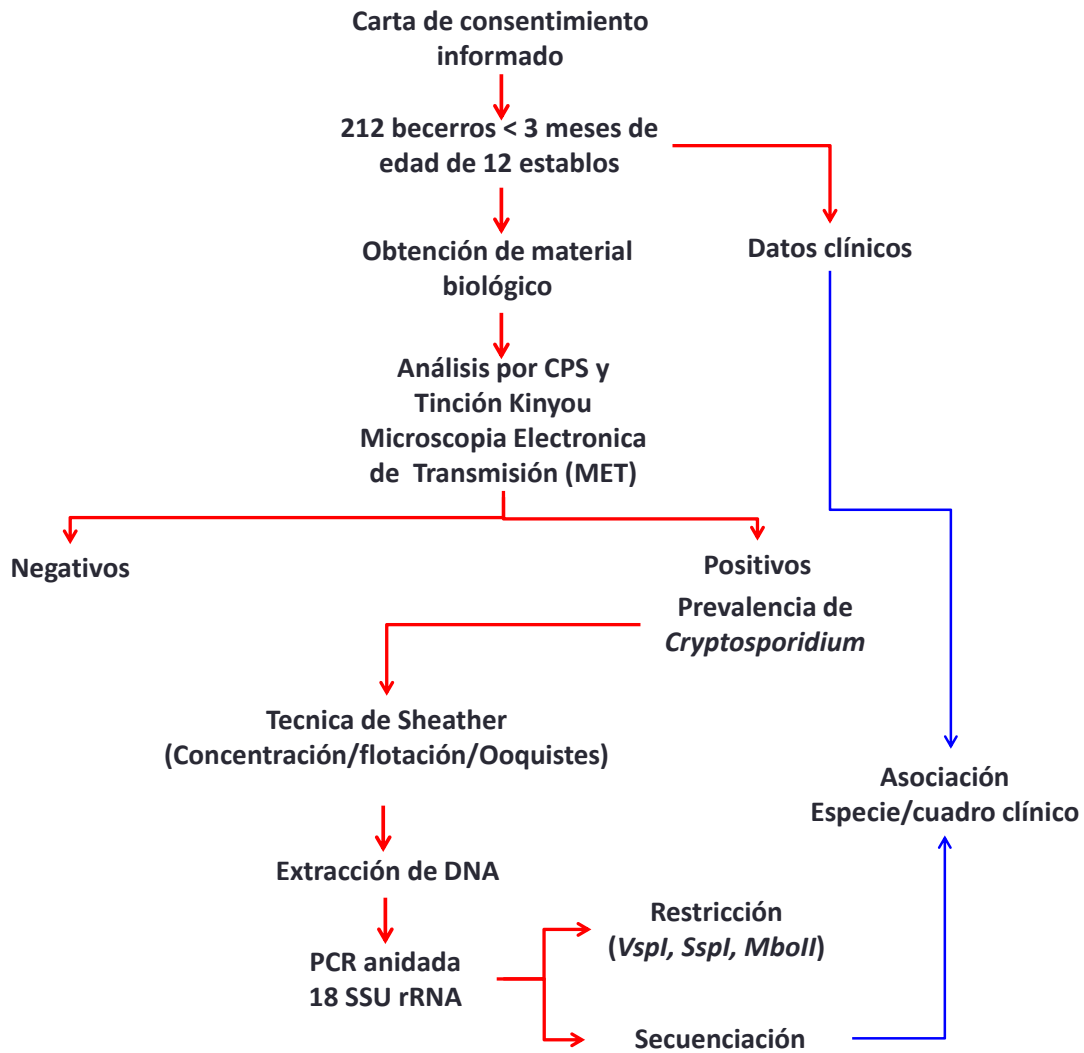 Carta de consentimiento
informado
212 becerros < 3 meses de
edad de 12 establos
Obtención de material
biológico
Datos clínicos
Análisis por CPS y
Tinción Kinyou
Microscopia Electronica
de Transmisión (MET)
Negativos
Positivos
Prevalencia de
Cryptosporidium
Tecnica de Sheather
(Concentración/flotación/Ooquistes)
Asociación
Especie/cuadro clínico
Extracción de DNA
Restricción
(VspI, SspI, MboII)
PCR anidada
18 SSU rRNA
Secuenciación